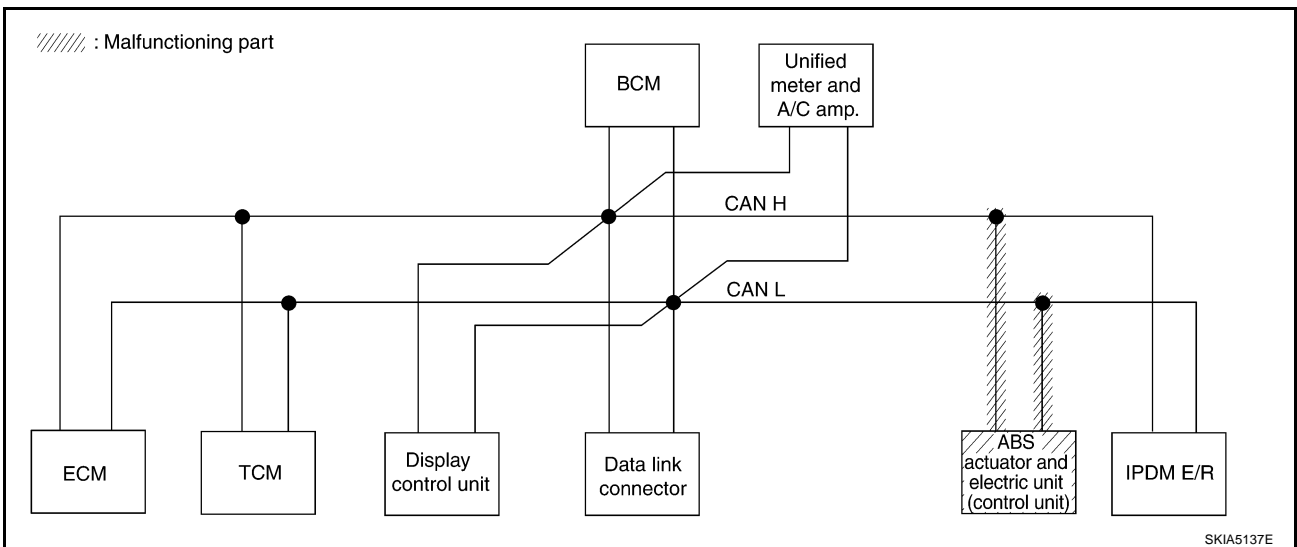 : Malfunctioning part
BCM
Unified
meter and
A/C amp.
CAN H
CAN L
ECM
TCM
Display
control unit
Data link
connector
ABS
actuator and
electric unit
(control unit)
IPDM E/R
SKIA5137E